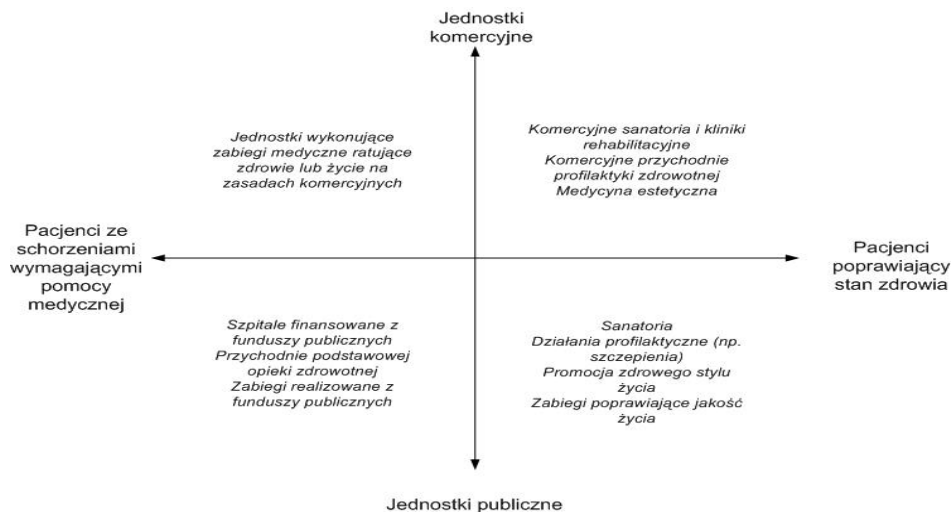 Jednostki
komercyjne
Jednostki wykonujące
zabiegi medyczne ratujące
zdrowie lub życie na
zasadach komercyjnych
Komercyjne sanatoria i kliniki
rehabilitacyjne
Komercyjne przychodnie
profilaktyki zdrowotnej
Medycyna estetyczna
Pacjenci ze
schorzeniami
wymagającymi
pomocy
medycznej
Pacjenci
poprawiający
stan zdrowia
Szpitale finansowane z
funduszy publicznych
Przychodnie podstawowej
opieki zdrowotnej
Zabiegi realizowane z
funduszy publicznych
Sanatoria
Działania profilaktyczne (np.
szczepienia)
Promocja zdrowego stylu
życia
Zabiegi poprawiające jakość
życia
Jednostki publiczne